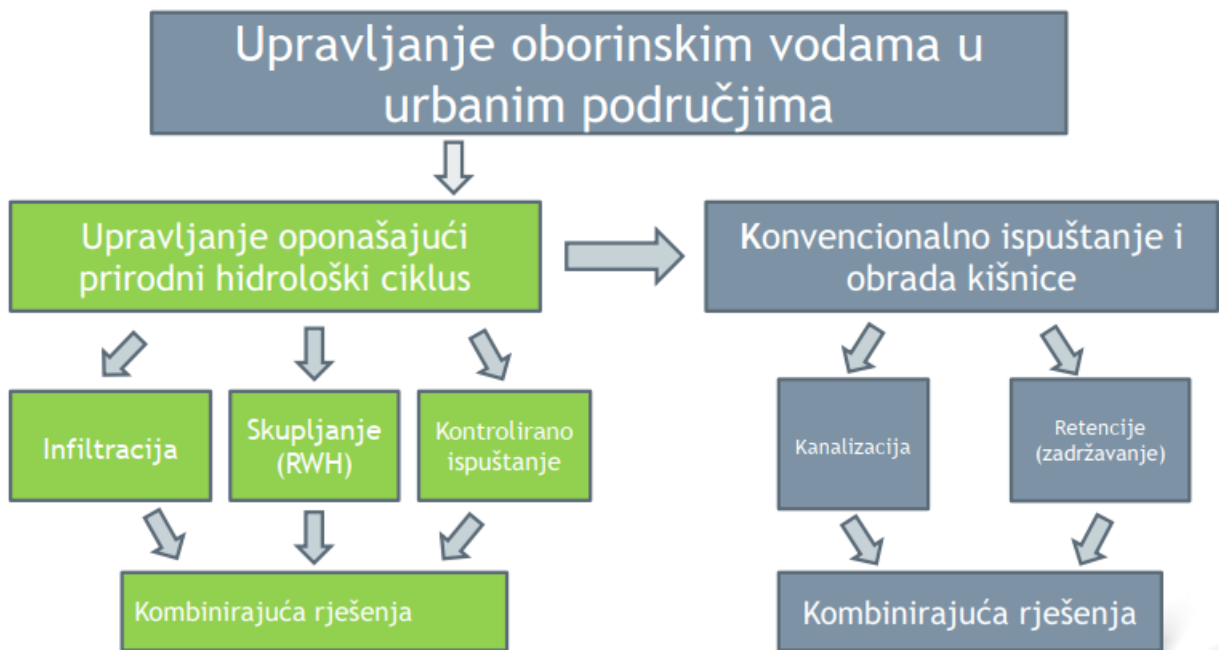 Upravljanje oborinskim vodama u
urbanim područjima
Upravljanje oponašajući
prirodni hidrološki ciklus
Konvencionalno ispuštanje i
obrada kišnice
Infiltracija
Skupljanje
(RWH)
Kontrolirano
ispuštanje
Kanalizacija
Retencije
(zadržavanje)
Kombinirajuća rješenja
Kombinirajuća rješenja